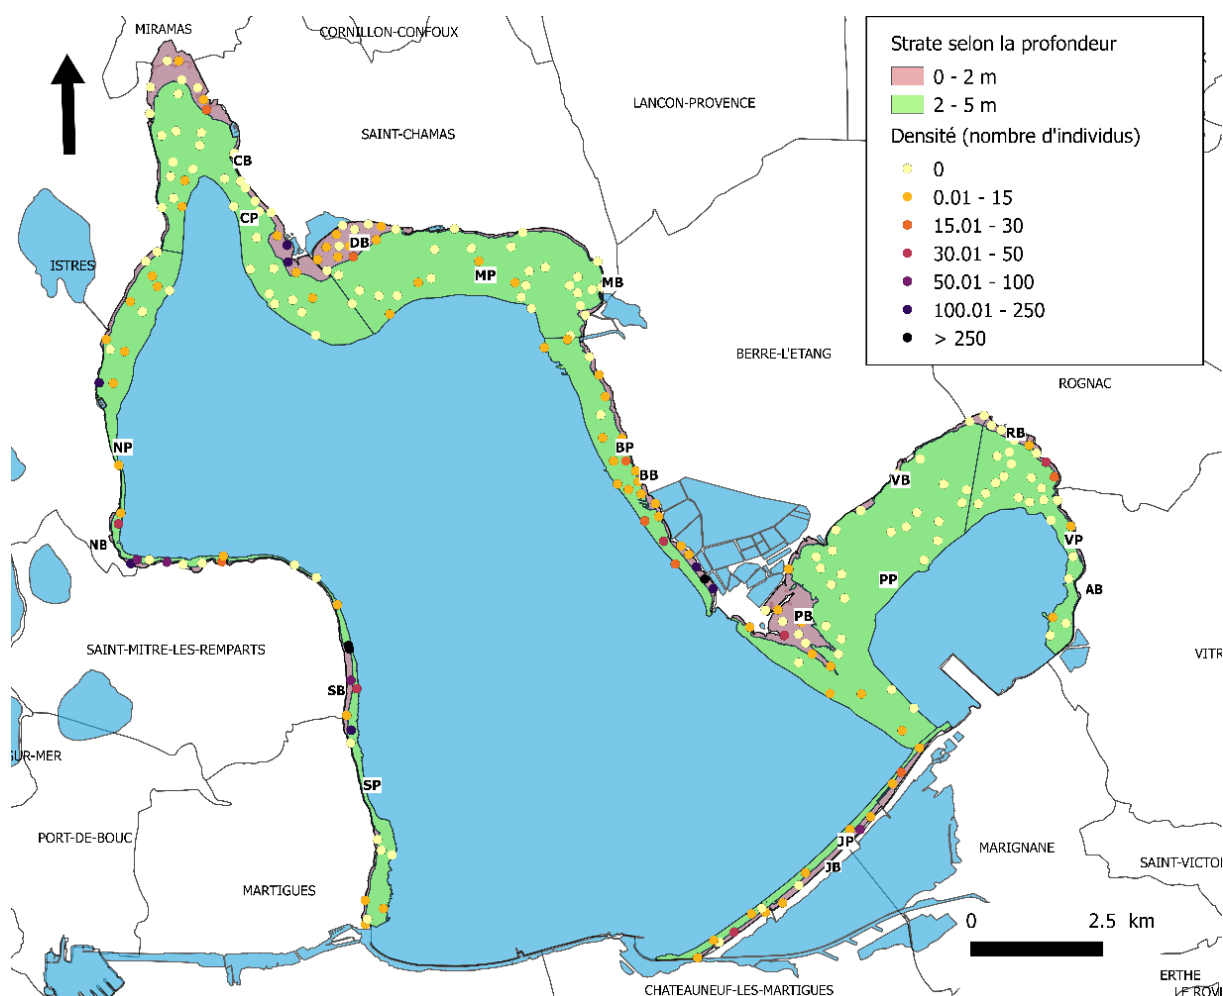 MIRAMAS
CORNILLON-CONFOUX
LANCON-PROVENCE
SAINT-CHAMAS
Strate selon la profondeur
0 - 2 m
2 - 5 m
Densité (nombre d'individus)
0
0.01 - 15
15.01 - 30
30.01 - 50
50.01 - 100
100.01 - 250
> 250
CB
CP
DB
ISTRES
MP
MB
BERRE-L'ETANG
ROGNAC
NP
BP
RB
BB
VB
NB
VP
PP
AB
PB
SAINT-MITRE-LES-REMPARTS
VITR
SB
SUR-MER
SP
PORT-DE-BOUC
JP
MARIGNANE
JB
SAINT-VICTOR
MARTIGUES
0 2.5 km
ERTHE
CHATEAUNEUF-LES-MARTIGUES
LE ROV